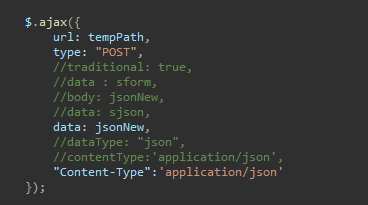 $.ajax({
url: tempPath,
type: "POST",
//traditional: true,
//data : sform,
//body: jsonNew,
//data: sjson,
data: jsonNew,
//dataType: "json",
//contentType:'application/json',
"Content-Type":'application/json'
});